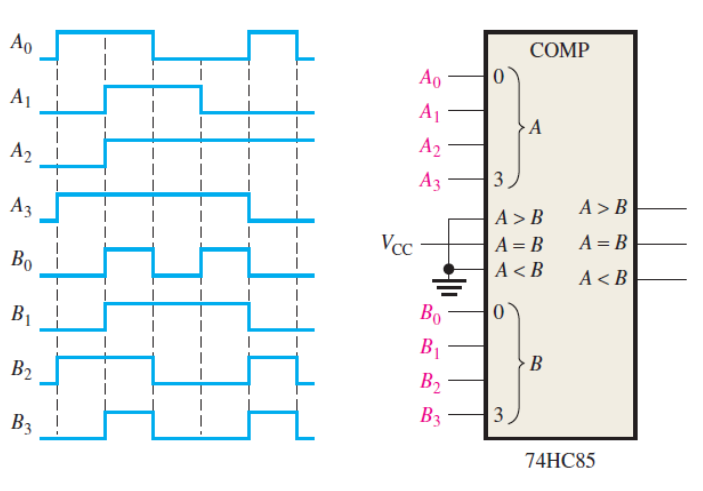 A0
A1
A2
A3
B0
B1
B2
B3
COMP
A0 0
A1
A2
A3 3
A
A > B
VCC A = B
A < B
A > B
A = B
A < B
B0 0
B1
B2
B3 3
B
74HC85